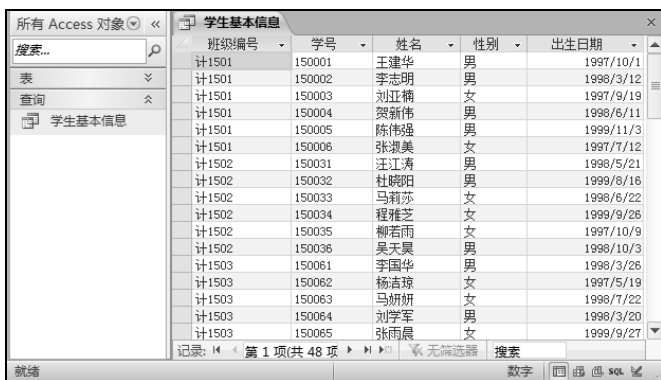 所有 Access 对象 «
搜索...
表
查询
学生基本信息
学生基本信息 ×
班级编号 学号 姓名 性别 出生日期
计1501 150001 王建华 男 1997/10/1
计1501 150002 李志明 男 1998/3/12
计1501 150003 刘亚楠 女 1997/9/19
计1501 150004 贺新伟 男 1998/6/11
计1501 150005 陈伟强 男 1999/11/3
计1501 150006 张淑美 女 1997/7/12
计1502 150031 汪江涛 男 1998/5/21
计1502 150032 杜晓阳 男 1999/8/16
计1502 150033 马莉莎 女 1998/6/22
计1502 150034 程雅芝 女 1999/9/26
计1502 150035 柳若雨 女 1997/10/9
计1502 150036 吴天昊 男 1998/10/3
计1503 150061 李国华 男 1998/3/26
计1503 150062 杨洁琼 女 1997/5/19
计1503 150063 马妍妍 女 1998/7/22
计1503 150064 刘学军 男 1998/3/20
计1503 150065 张雨晨 女 1999/9/27
记录: 第 1 项(共 48 项 无筛选器 搜索
就绪 数字 SQL